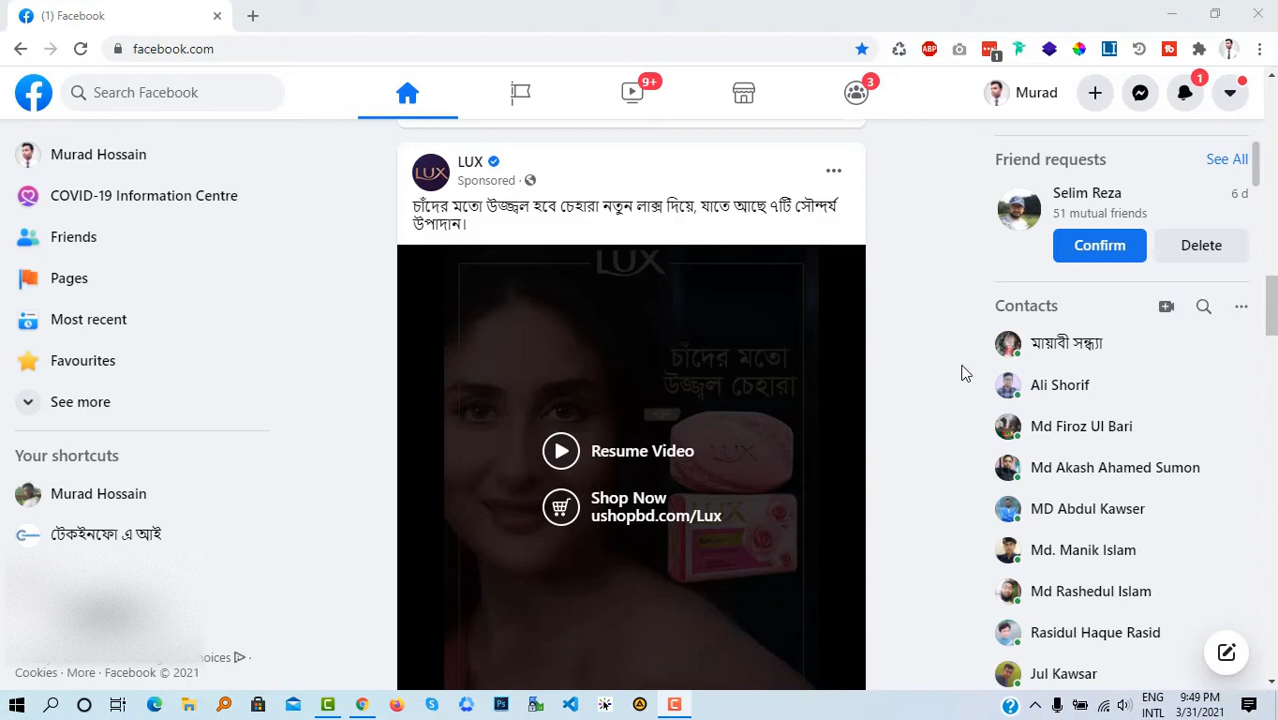 (1) Facebook
facebook.com
ABP
LI
1
Search Facebook
9+
3
Murad
1
Murad Hossain
COVID-19 Information Centre
Friends
Pages
Most recent
Favourites
See more
Your shortcuts
Murad Hossain
টেকইনফো এ আই
hoices
Cookies · More · Facebook © 2021
LUX
LUX
Sponsored ·
চাঁদের মতো উজ্জ্বল হবে চেহারা নতুন লাক্স দিয়ে, যাতে আছে ৭টি সৌন্দর্য
উপাদান।
LUX
চাঁদের মতো
উজ্জ্বল চেহারা
Resume Video
Shop Now
ushopbd.com/Lux
Friend requests
See All
Selim Reza
6 d
51 mutual friends
Confirm
Delete
Contacts
মায়াবী সন্ধ্যা
Ali Shorif
Md Firoz Ul Bari
Md Akash Ahamed Sumon
MD Abdul Kawser
Md. Manik Islam
Md Rashedul Islam
Rasidul Haque Rasid
Jul Kawsar
ENG
INTL
9:49 PM
3/31/2021